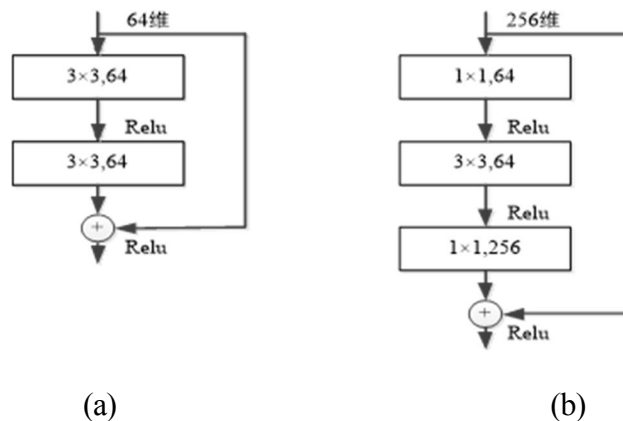 64维
3×3,64
Relu
3×3,64
+
Relu
(a)
256维
1×1,64
Relu
3×3,64
Relu
1×1,256
+
Relu
(b)